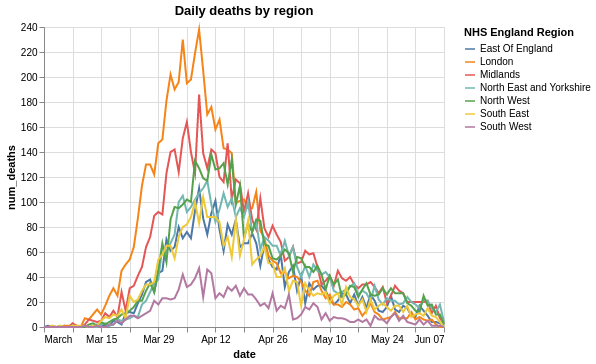 Daily deaths by region
240
220
200
180
160
140
120
100
80
60
40
20
0
num_deaths
March
Mar 15
Mar 29
Apr 12
Apr 26
May 10
May 24
Jun 07
date
NHS England Region
East Of England
London
Midlands
North East and Yorkshire
North West
South East
South West